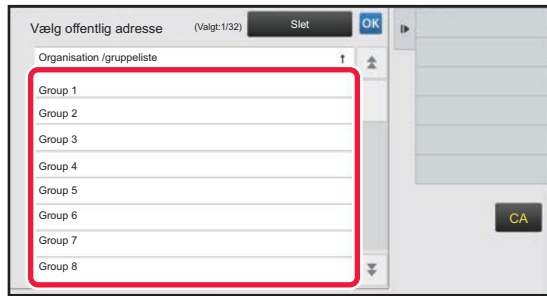 Vælg offentlig adresse (Valgt:1/32) Slet OK
Organisation /gruppeliste ↑
Group 1
Group 2
Group 3
Group 4
Group 5
Group 6
Group 7
Group 8
CA